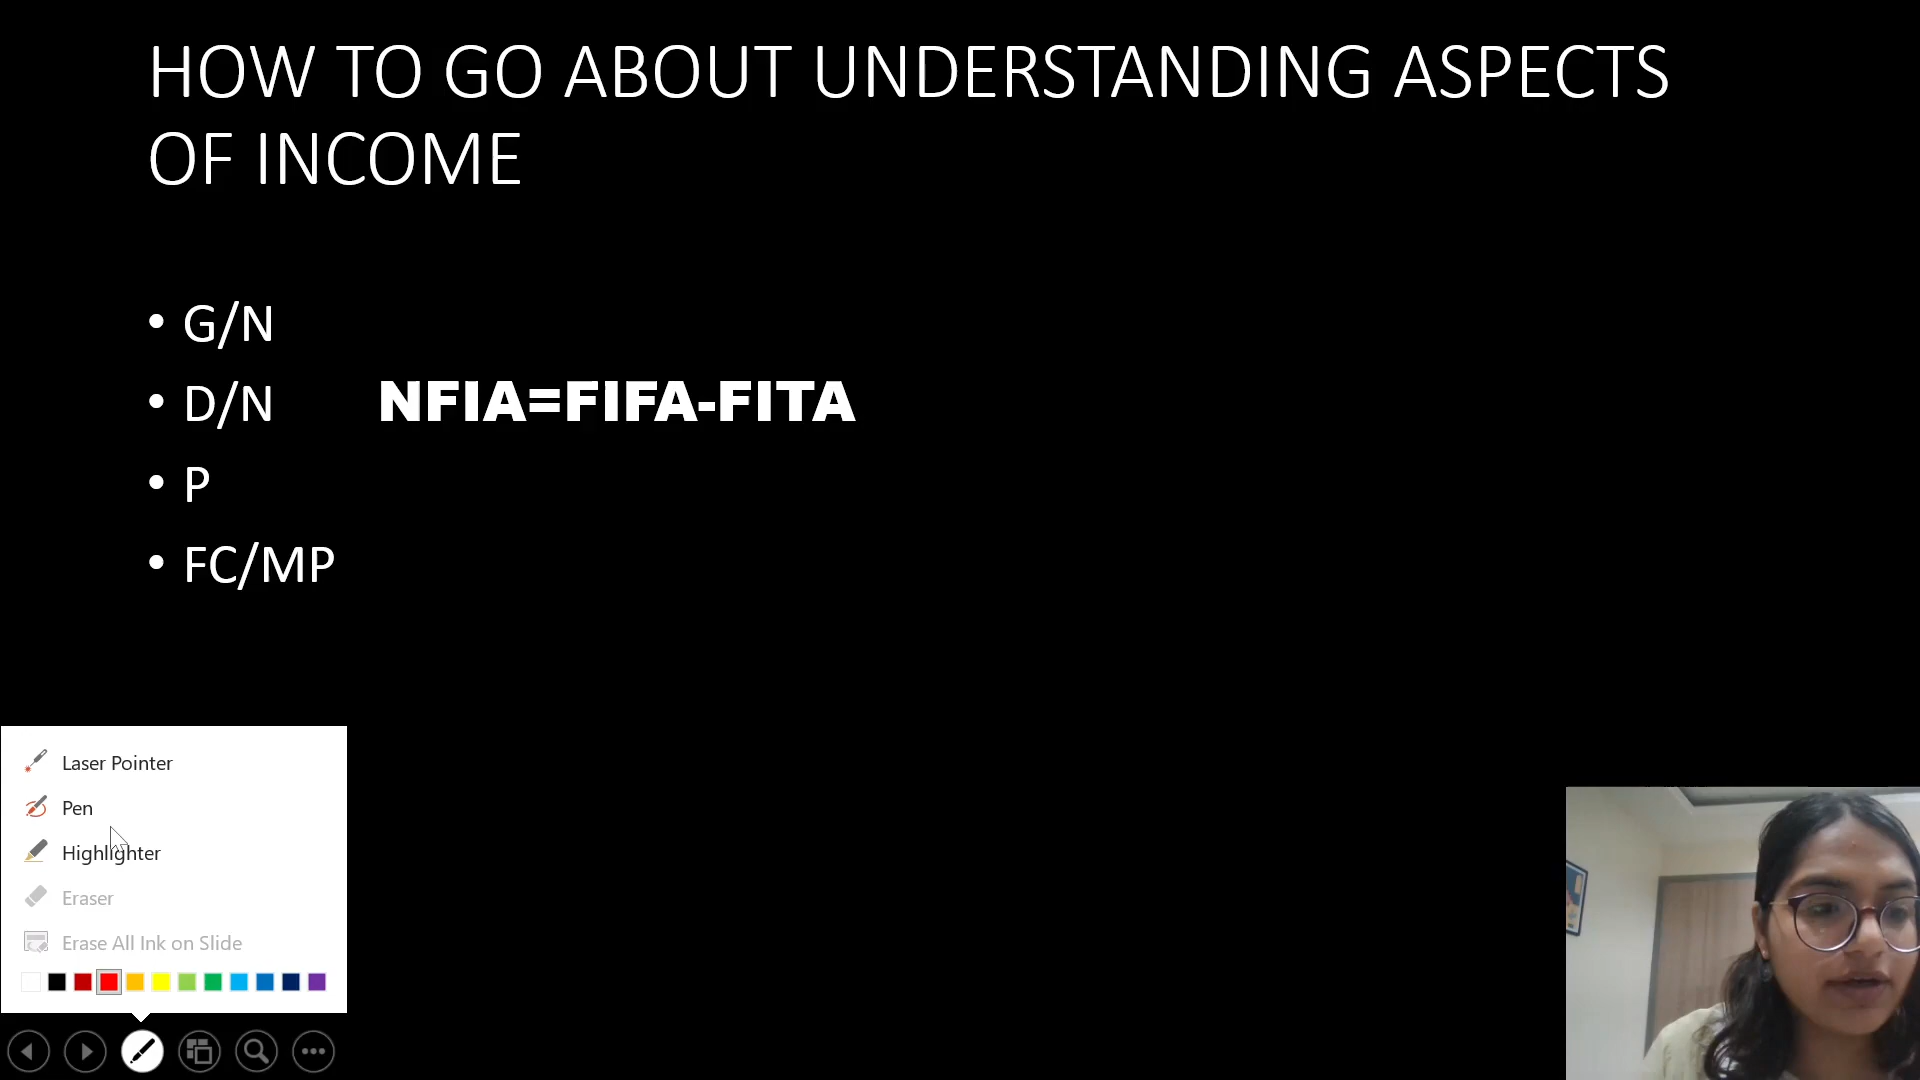 HOW TO GO ABOUT UNDERSTANDING ASPECTS
OF INCOME
• G/N
• D/N NFIA=FIFA-FITA
• P
• FC/MP
Laser Pointer
Pen
Highlighter
Eraser
Erase All Ink on Slide